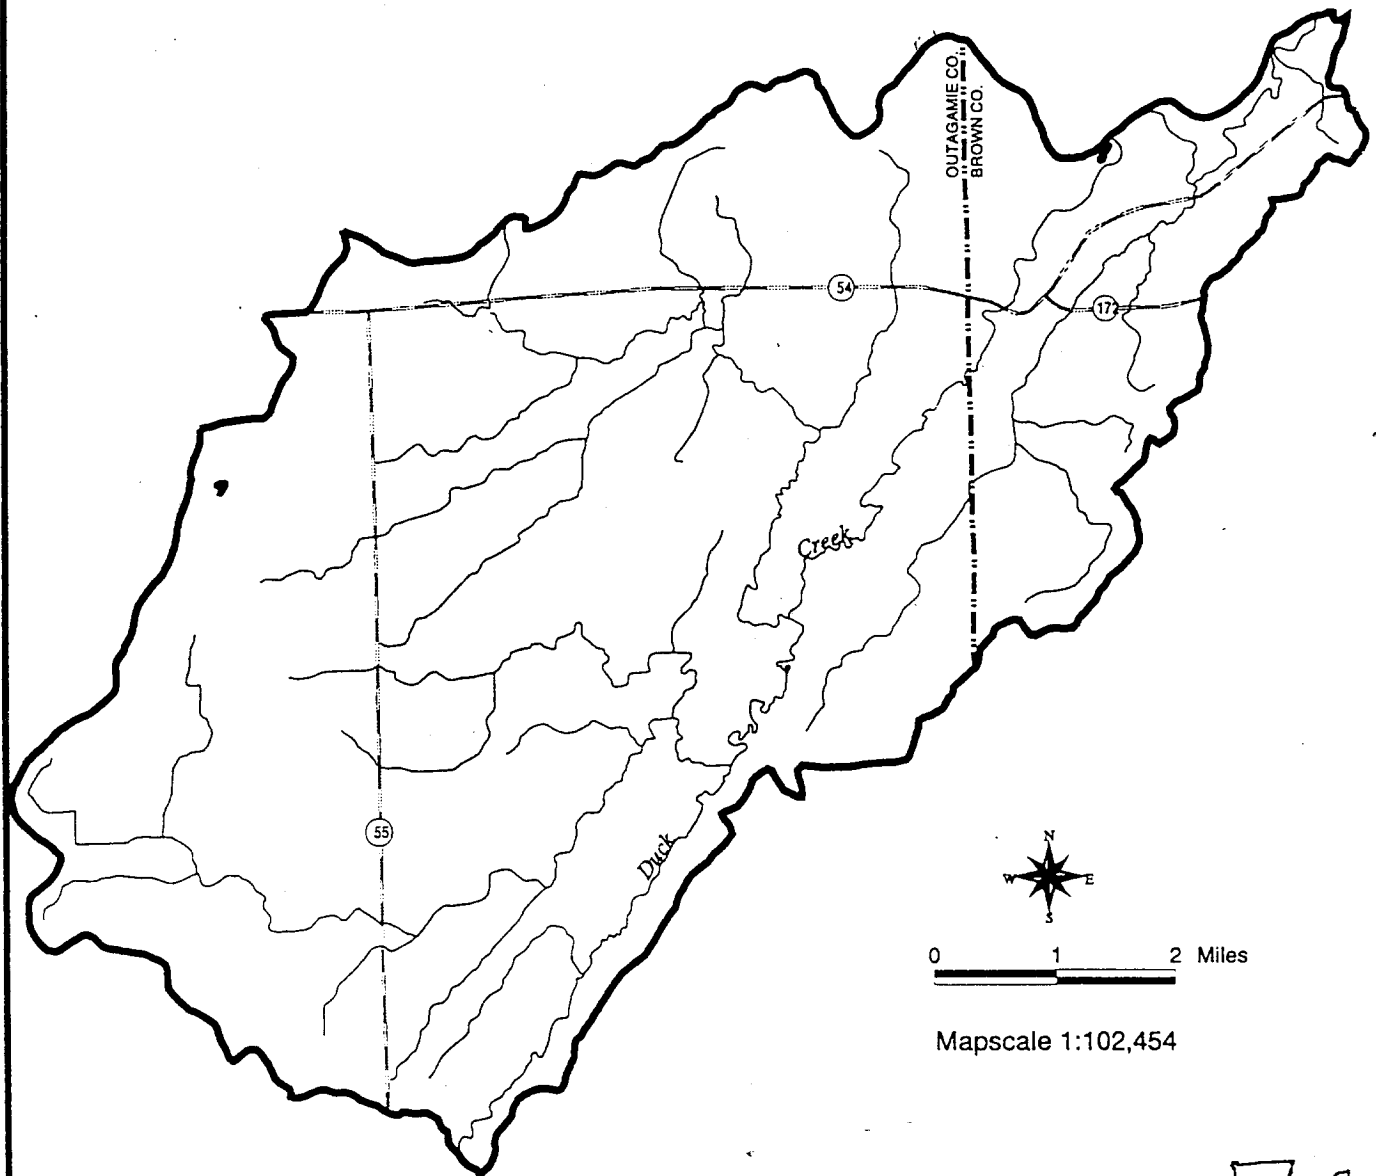 OUTAGAMIE CO.
BROWN CO.
54
172
Creek
55
Duck
N
W E
S
0 1 2 Miles
Mapscale 1:102,454